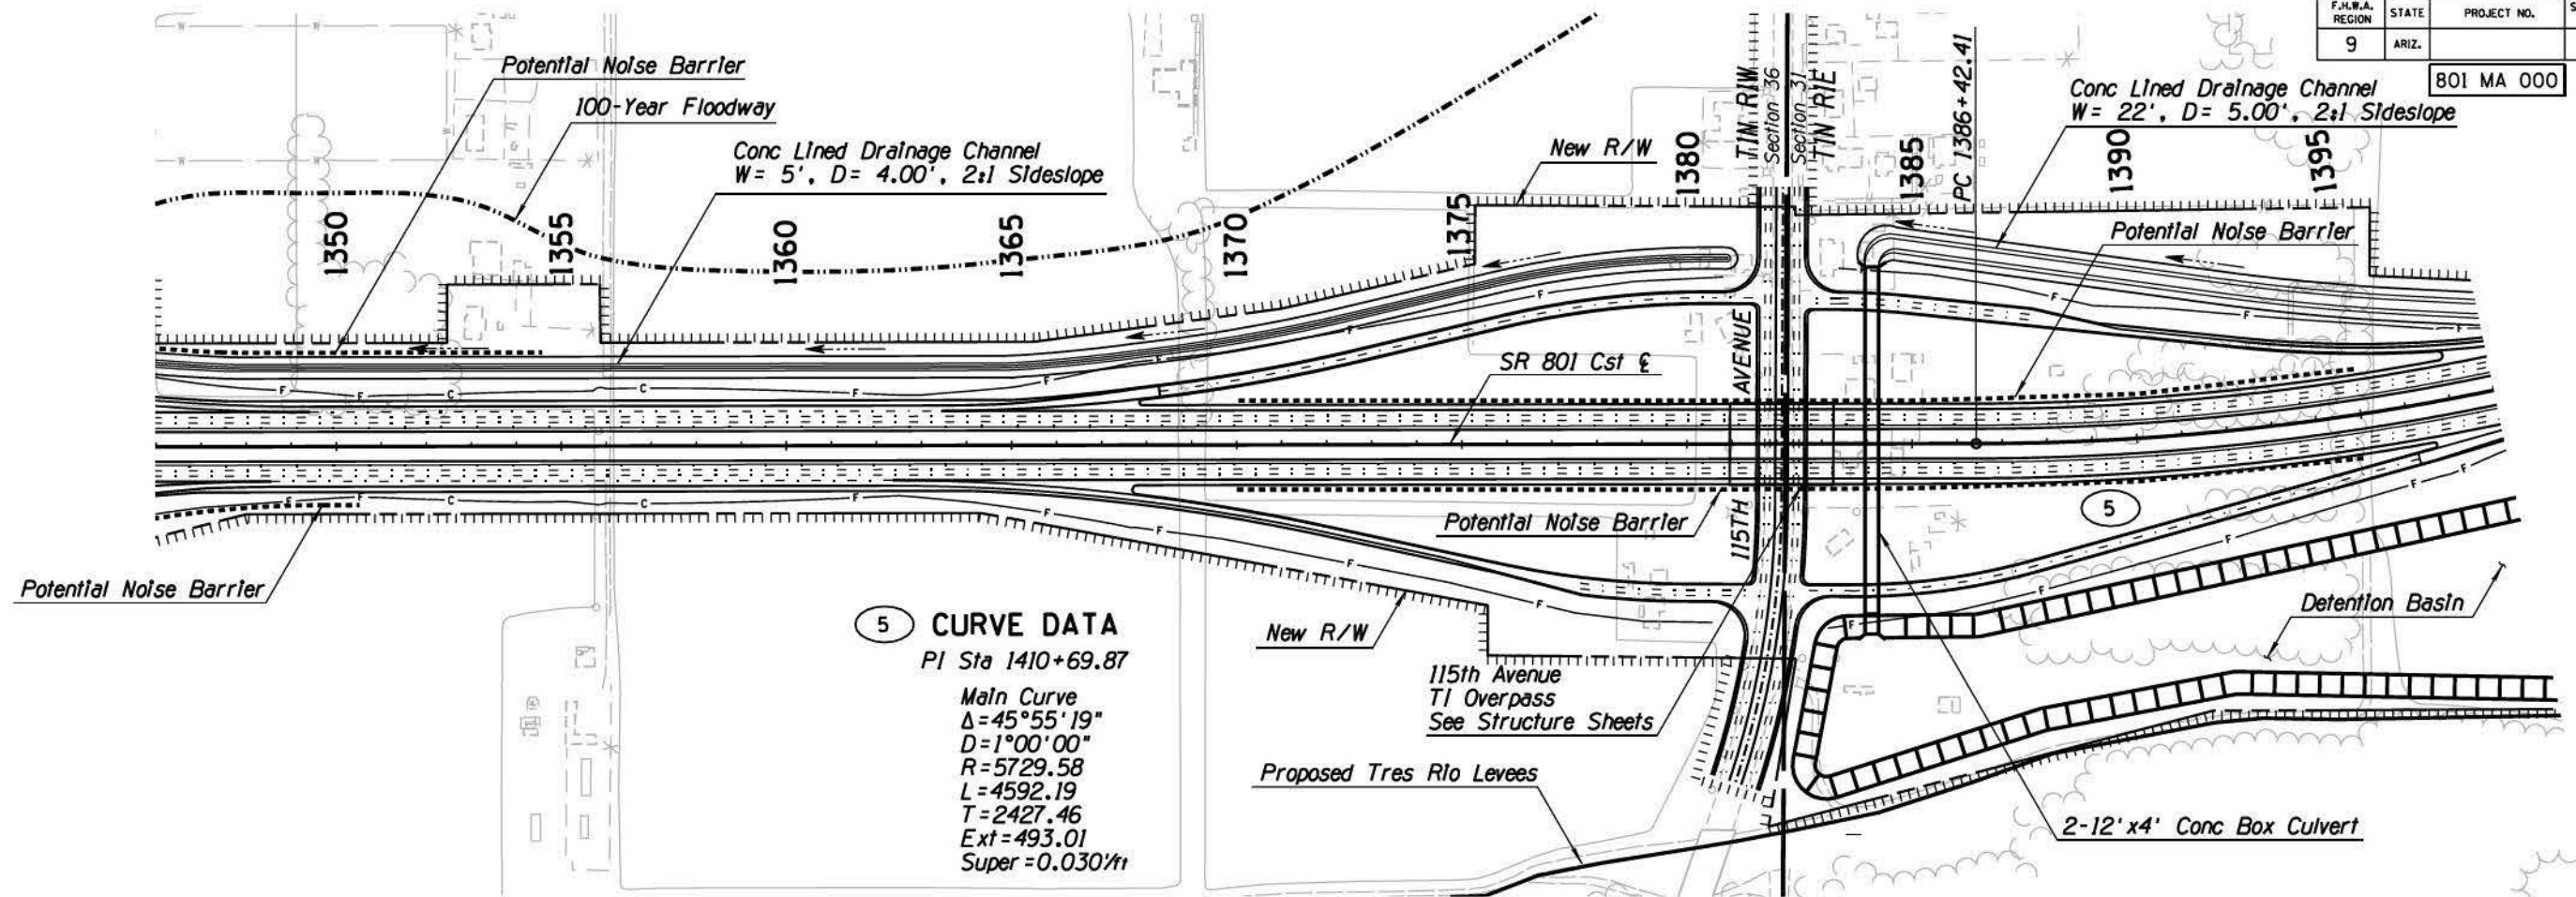 F.H.W.A. REGION
STATE
PROJECT NO.
9
ARIZ.
801 MA 000
Potential Noise Barrier
100-Year Floodway
Conc Lined Drainage Channel
W= 5', D= 4.00', 2:1 Sideslope
New R/W
T1N R1W
Section 36
Section 31
T1N R1E
PC 1386+42.41
Conc Lined Drainage Channel
W= 22', D= 5.00', 2:1 Sideslope
1350
1355
1360
1365
1370
1375
1380
1385
1390
1395
Potential Noise Barrier
SR 801 Cst ℄
115TH AVENUE
Potential Noise Barrier
5
Potential Noise Barrier
New R/W
Detention Basin
5 CURVE DATA
PI Sta 1410+69.87
Main Curve
Δ=45°55'19"
D=1°00'00"
R=5729.58
L=4592.19
T=2427.46
Ext=493.01
Super=0.030'/ft
115th Avenue
TI Overpass
See Structure Sheets
Proposed Tres Rio Levees
2-12'x4' Conc Box Culvert